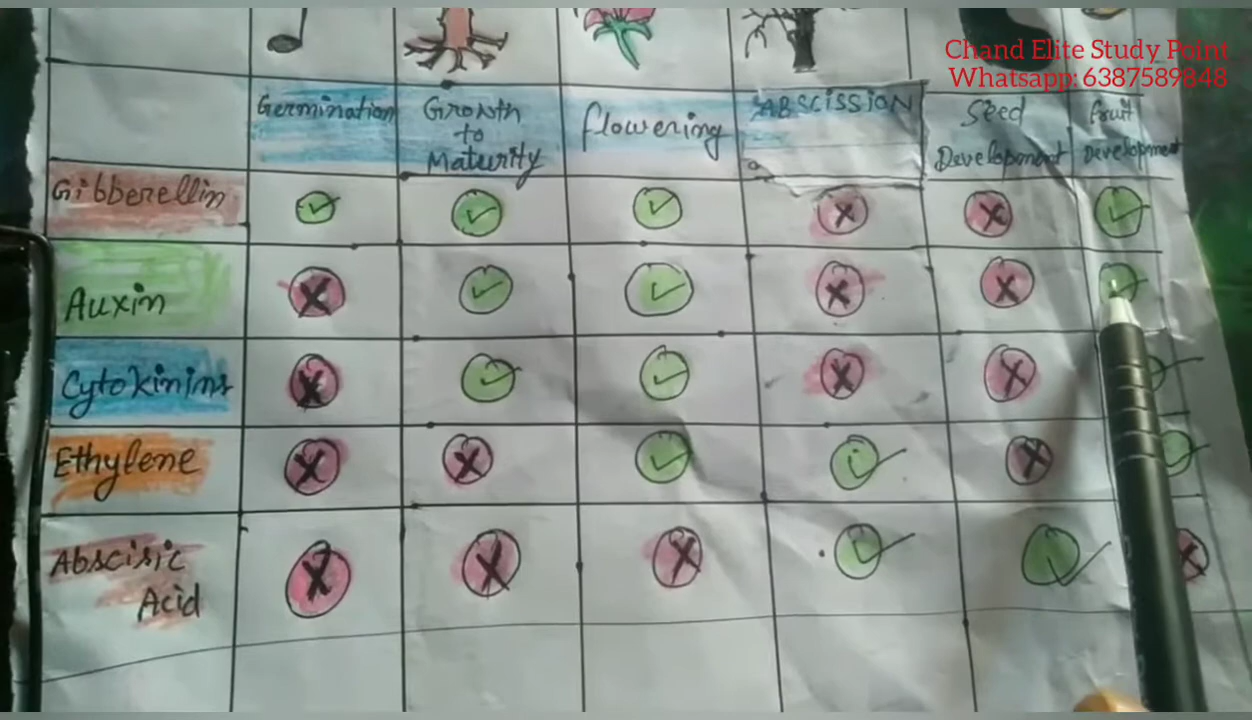 Chand Elite Study Point
Whatsapp: 6387589848
Germination
Growth
to
Maturity
flowering
ABSCISSION
Seed
Development
fruit
Development
Gibberellin
Auxin
Cytokinins
Ethylene
Abscisic
Acid